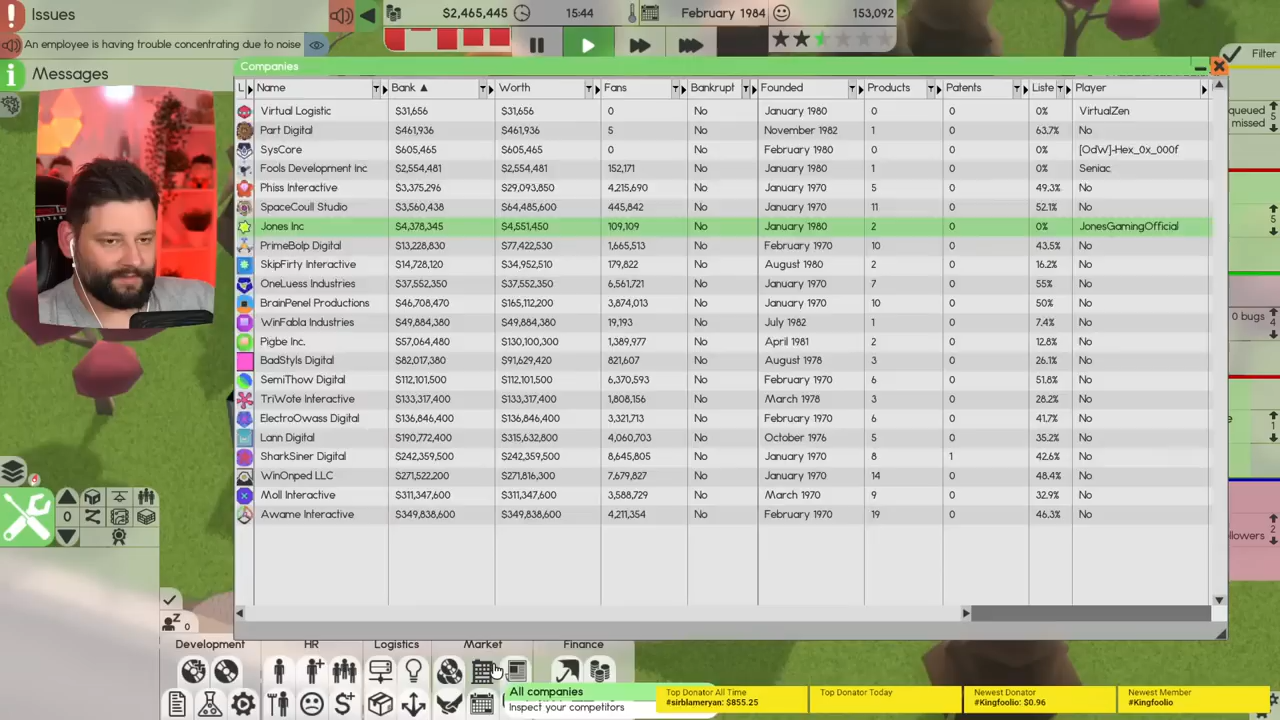 Issues
An employee is having trouble concentrating due to noise
Messages
$2,465,445 15:44 February 1984 153,092
Filter
Companies
L Name Bank ▲ Worth Fans Bankrupt Founded Products Patents Liste Player
Virtual Logistic $31,656 $31,656 0 No January 1980 0 0 0% VirtualZen
Part Digital $461,936 $461,936 5 No November 1982 1 0 63.7% No
SysCore $605,465 $605,465 0 No February 1980 0 0 0% [OdW]-Hex_0x_000f
Fools Development Inc $2,554,481 $2,554,481 152,171 No January 1980 1 0 0% Seniac
Phiss Interactive $3,375,296 $29,093,850 4,215,690 No January 1970 5 0 49.3% No
SpaceCoull Studio $3,560,438 $64,485,600 445,842 No January 1970 11 0 52.1% No
Jones Inc $4,378,345 $4,551,450 109,109 No January 1980 2 0 0% JonesGamingOfficial
PrimeBolp Digital $13,228,830 $77,422,530 1,665,513 No February 1970 10 0 43.5% No
SkipFirty Interactive $14,728,120 $34,952,510 179,822 No August 1980 2 0 16.2% No
OneLuess Industries $37,552,350 $37,552,350 6,561,721 No January 1970 7 0 55% No
BrainPenel Productions $46,708,470 $165,112,200 3,874,013 No January 1970 10 0 50% No
WinFabla Industries $49,884,380 $49,884,380 19,193 No July 1982 1 0 7.4% No
Pigbe Inc. $57,064,480 $130,100,300 1,389,977 No April 1981 2 0 12.8% No
BadStyls Digital $82,017,380 $91,629,420 821,607 No August 1978 3 0 26.1% No
SemiThow Digital $112,101,500 $112,101,500 6,370,593 No February 1970 6 0 51.8% No
TriWote Interactive $133,317,400 $133,317,400 1,808,156 No March 1978 3 0 28.2% No
ElectroOwass Digital $136,846,400 $136,846,400 3,321,713 No February 1970 6 0 41.7% No
Lann Digital $190,772,400 $315,632,800 4,060,703 No October 1976 5 0 35.2% No
SharkSiner Digital $242,359,500 $242,359,500 8,645,805 No January 1970 8 1 42.6% No
WinOnped LLC $271,522,200 $271,816,300 7,679,827 No January 1970 14 0 48.4% No
Moll Interactive $311,347,600 $311,347,600 3,588,729 No March 1970 9 0 32.9% No
Awame Interactive $349,838,600 $349,838,600 4,211,354 No February 1970 19 0 46.3% No
queued
missed
5
5
0 bugs
4
1
llowers
2
0
0
Development HR Logistics Market Finance
All companies
Inspect your competitors
Top Donator All Time
#sirblameryan: $855.25
Top Donator Today
Newest Donator
#Kingfoolio: $0.96
Newest Member
#Kingfoolio